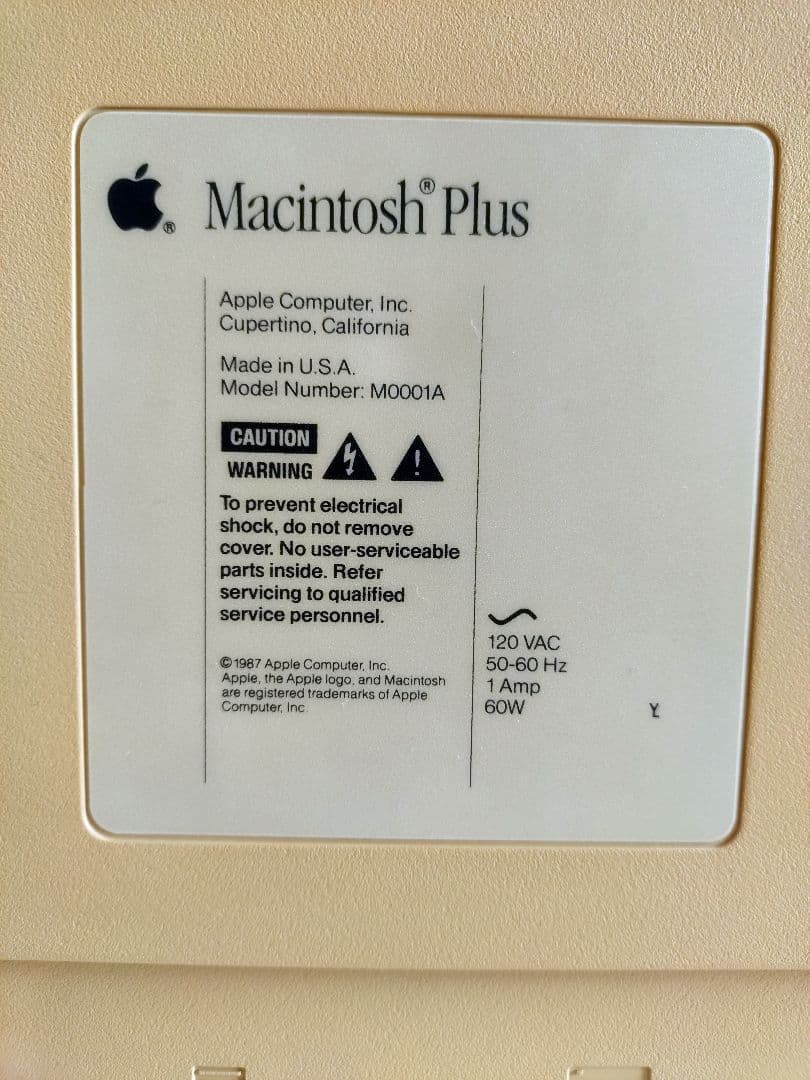 Macintosh® Plus
®
Apple Computer, Inc.
Cupertino, California
Made in U.S.A.
Model Number: M0001A
CAUTION
WARNING
!
To prevent electrical
shock, do not remove
cover. No user-serviceable
parts inside. Refer
servicing to qualified
service personnel.
©1987 Apple Computer, Inc.
Apple, the Apple logo, and Macintosh
are registered trademarks of Apple
Computer, Inc.
120 VAC
50-60 Hz
1 Amp
60W